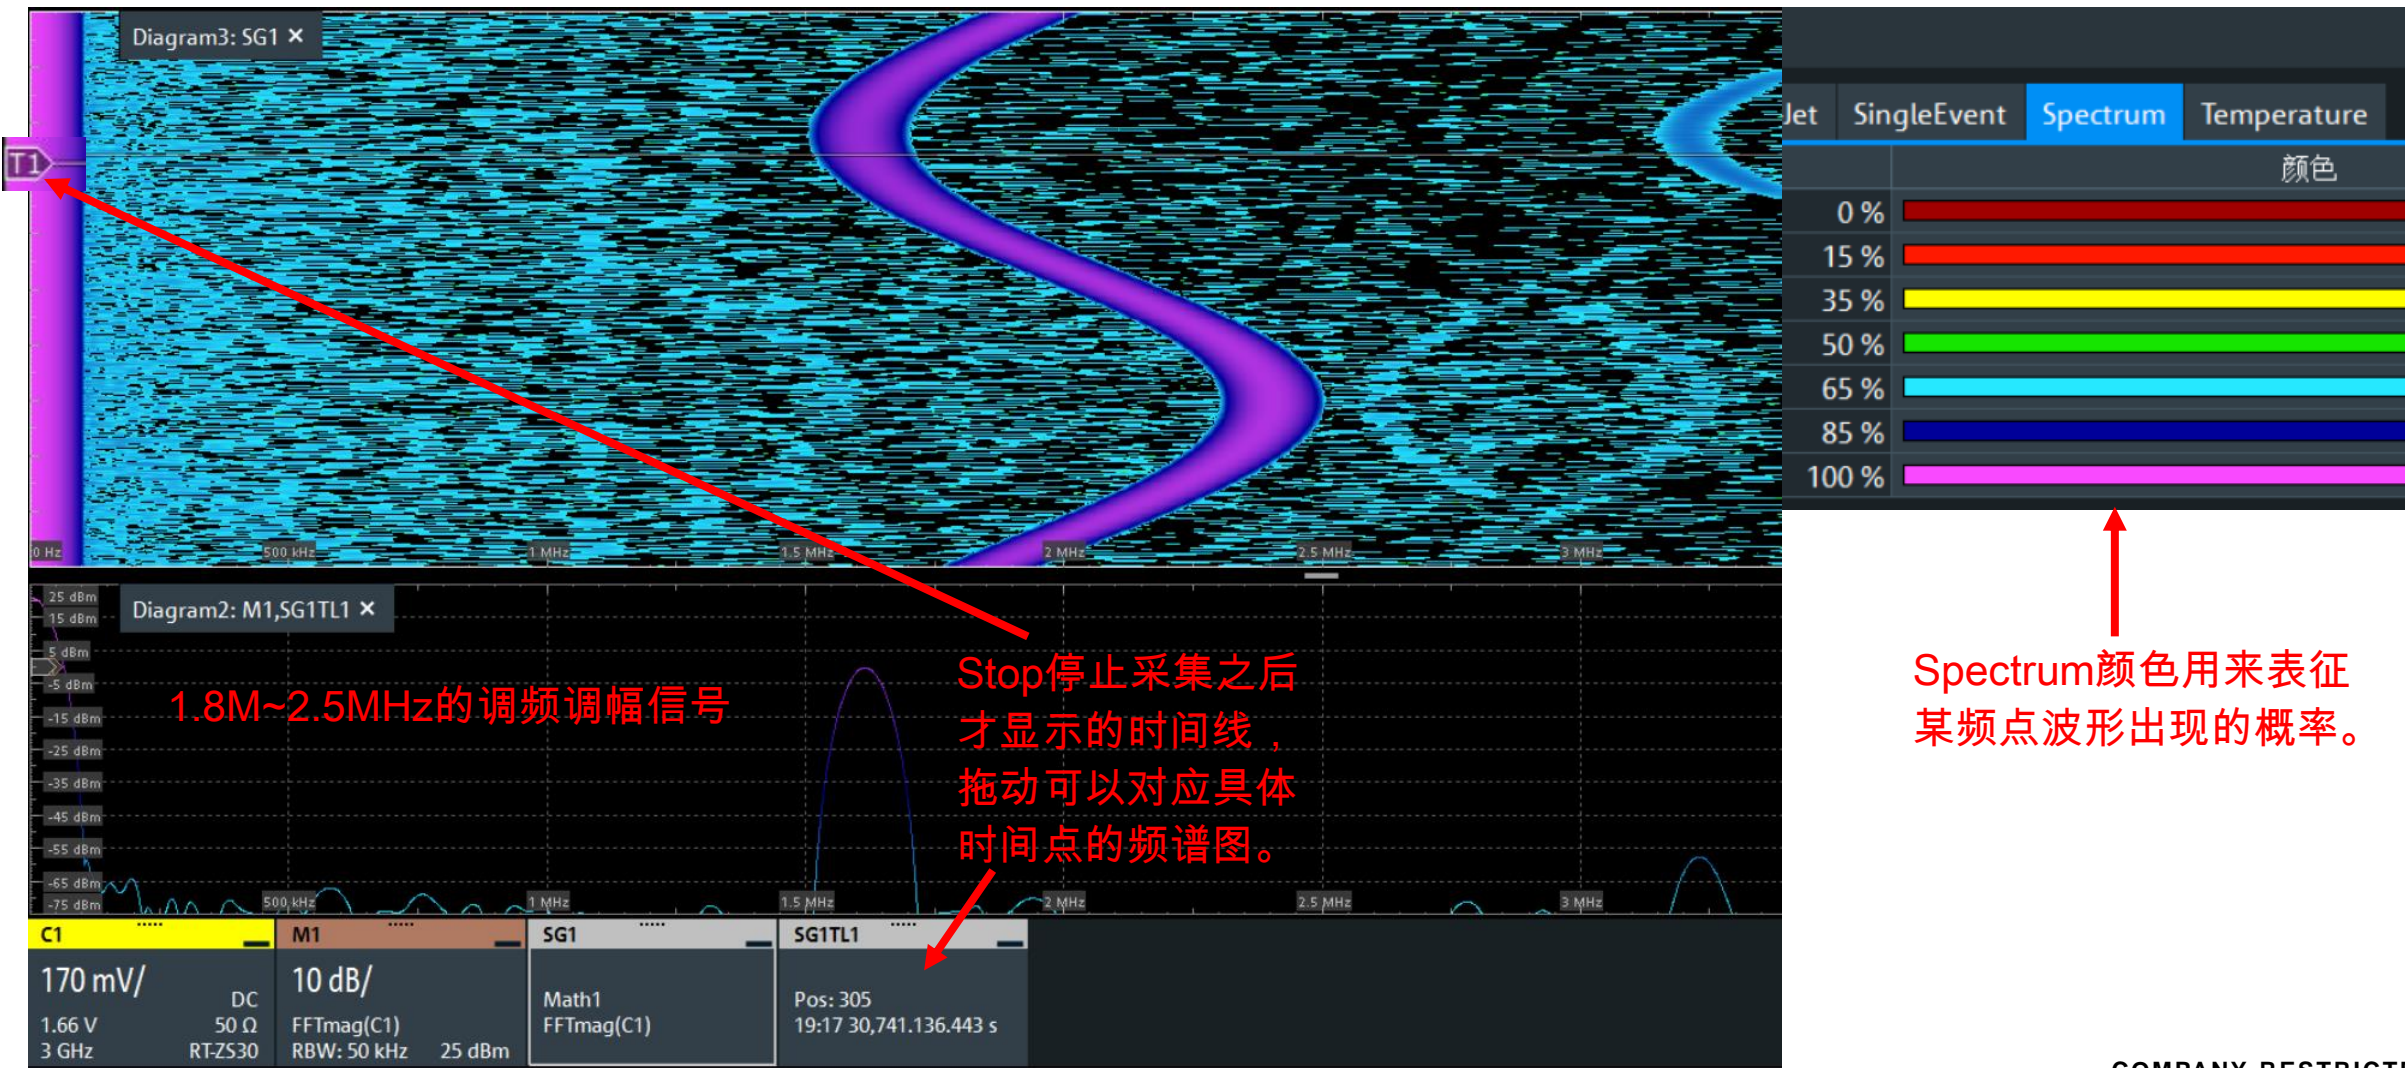 Diagram3: SG1 ×
T1
0 Hz
500 kHz
1 MHz
1.5 MHz
2 MHz
2.5 MHz
3 MHz
Jet SingleEvent Spectrum Temperature
颜色
0 %
15 %
35 %
50 %
65 %
85 %
100 %
Spectrum颜色用来表征
某频点波形出现的概率。
Diagram2: M1,SG1TL1 ×
25 dBm
15 dBm
5 dBm
-5 dBm
-15 dBm
-25 dBm
-35 dBm
-45 dBm
-55 dBm
-65 dBm
-75 dBm
1.8M~2.5MHz的调频调幅信号
Stop停止采集之后
才显示的时间线，
拖动可以对应具体
时间点的频谱图。
500 kHz
1 MHz
1.5 MHz
2 MHz
2.5 MHz
3 MHz
C1
170 mV/
DC
1.66 V 50 Ω
3 GHz RT-ZS30
M1
10 dB/
FFTmag(C1)
RBW: 50 kHz 25 dBm
SG1
Math1
FFTmag(C1)
SG1TL1
Pos: 305
19:17 30,741.136.443 s